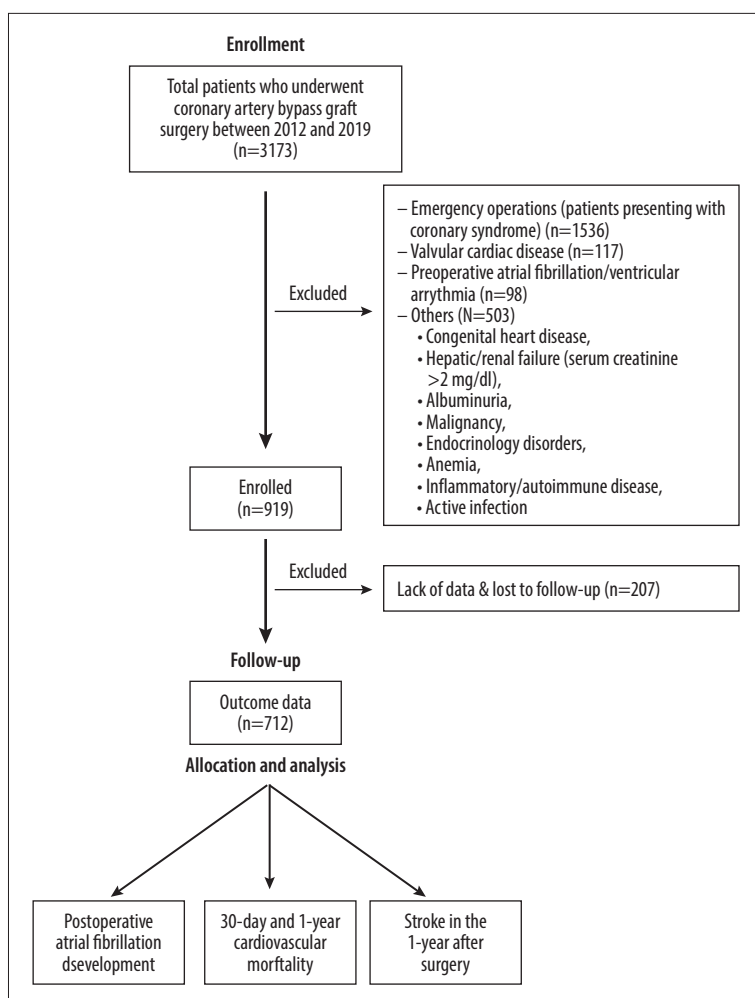 Enrollment
Total patients who underwent
coronary artery bypass graft
surgery between 2012 and 2019
(n=3173)
Excluded
– Emergency operations (patients presenting with
coronary syndrome) (n=1536)
– Valvular cardiac disease (n=117)
– Preoperative atrial fibrillation/ventricular
arrythmia (n=98)
– Others (N=503)
• Congenital heart disease,
• Hepatic/renal failure (serum creatinine
>2 mg/dl),
• Albuminuria,
• Malignancy,
• Endocrinology disorders,
• Anemia,
• Inflammatory/autoimmune disease,
• Active infection
Enrolled
(n=919)
Excluded
Lack of data & lost to follow-up (n=207)
Follow-up
Outcome data
(n=712)
Allocation and analysis
Postoperative
atrial fibrillation
dsevelopment
30-day and 1-year
cardiovascular
morftality
Stroke in the
1-year after
surgery